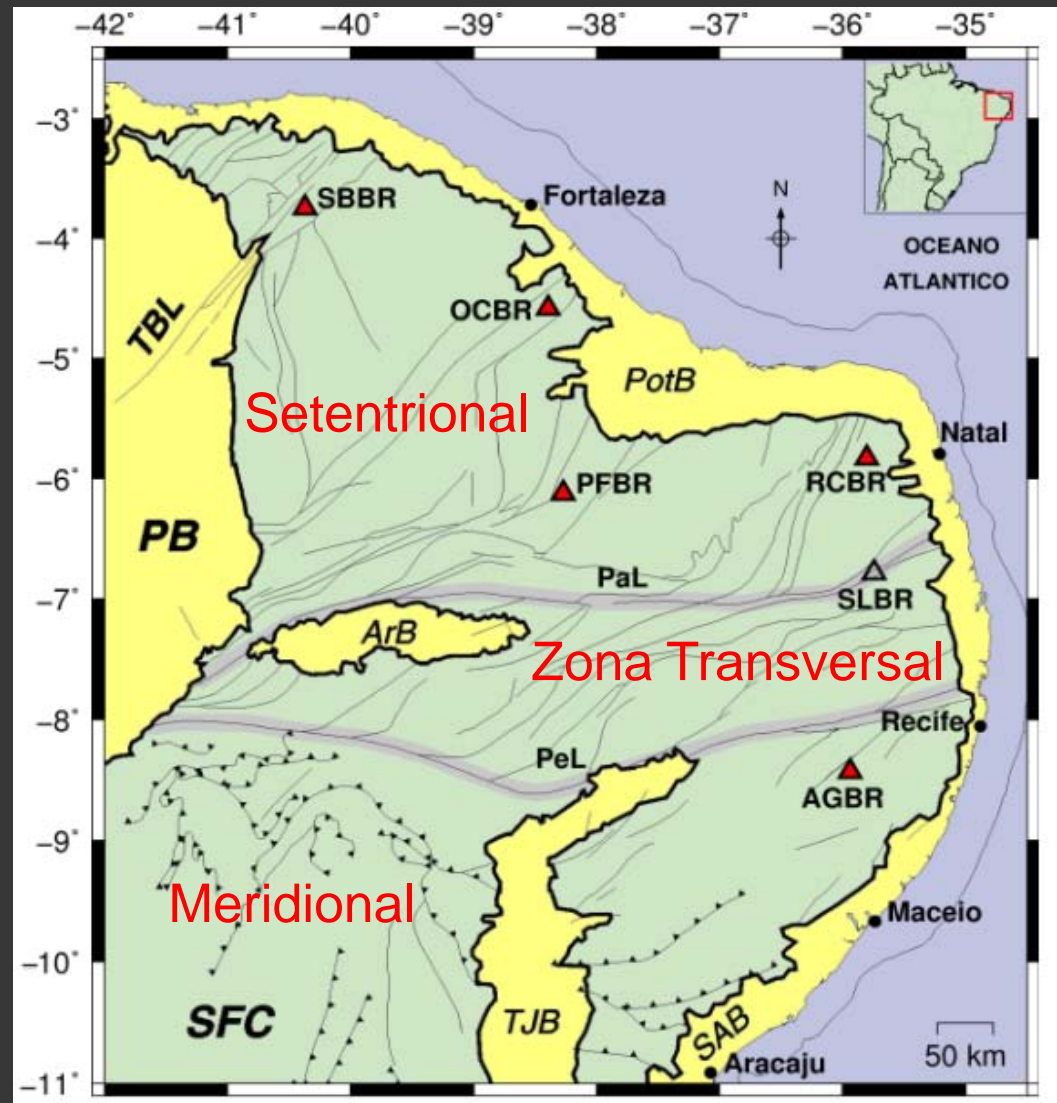 −42˚ −41˚ −40˚ −39˚ −38˚ −37˚ −36˚ −35˚
−3˚
−4˚
−5˚
−6˚
−7˚
−8˚
−9˚
−10˚
−11˚
SBBR
Fortaleza
N
OCEANO
ATLANTICO
TBL
OCBR
PotB
Setentrional
Natal
PFBR
RCBR
PB
PaL
SLBR
ArB
Zona Transversal
Recife
PeL
AGBR
Meridional
Maceio
SFC
TJB
SAB
Aracaju
50 km